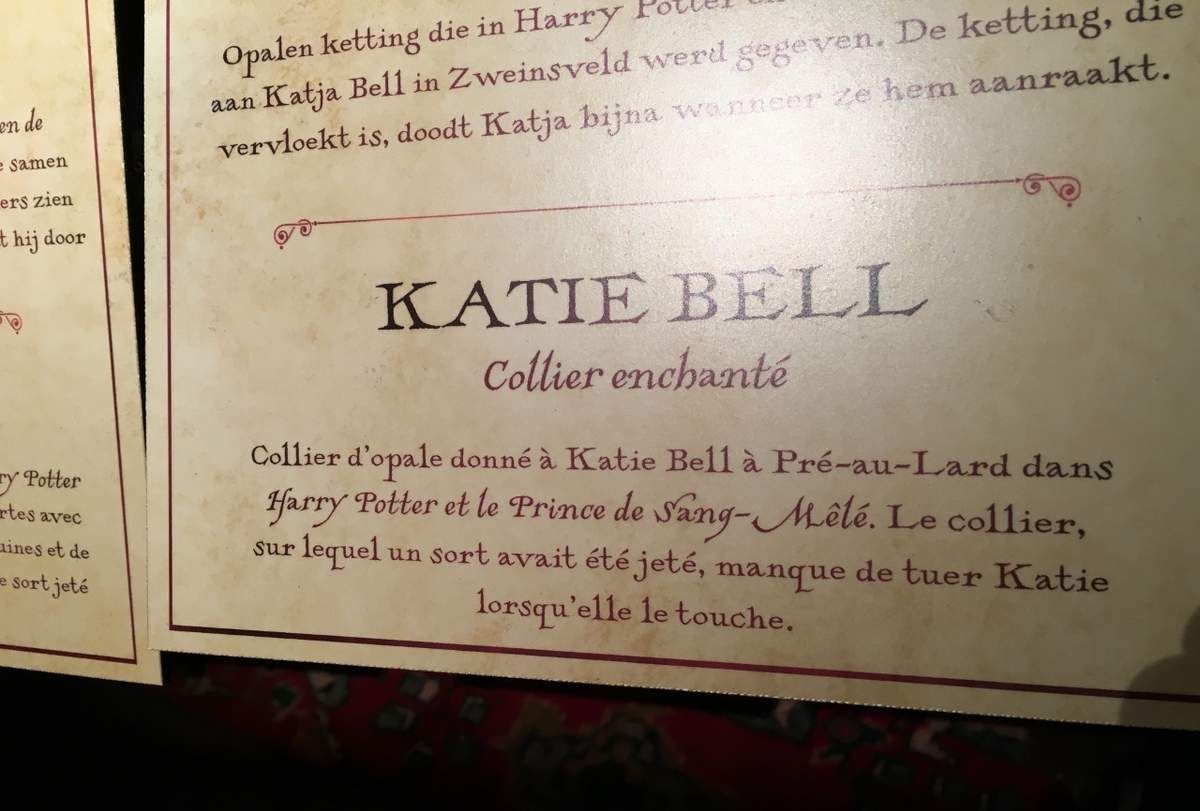 en de
samen
ers zien
t hij door
ry Potter
rtes avec
aines et de
e sort jeté
Opalen ketting die in Harry Potter
aan Katja Bell in Zweinsveld werd gegeven. De ketting, die
vervloekt is, doodt Katja bijna wanneer ze hem aanraakt.
KATIE BELL
Collier enchanté
Collier d'opale donné à Katie Bell à Pré-au-Lard dans
Harry Potter et le Prince de Sang-Mêlé. Le collier,
sur lequel un sort avait été jeté, manque de tuer Katie
lorsqu'elle le touche.